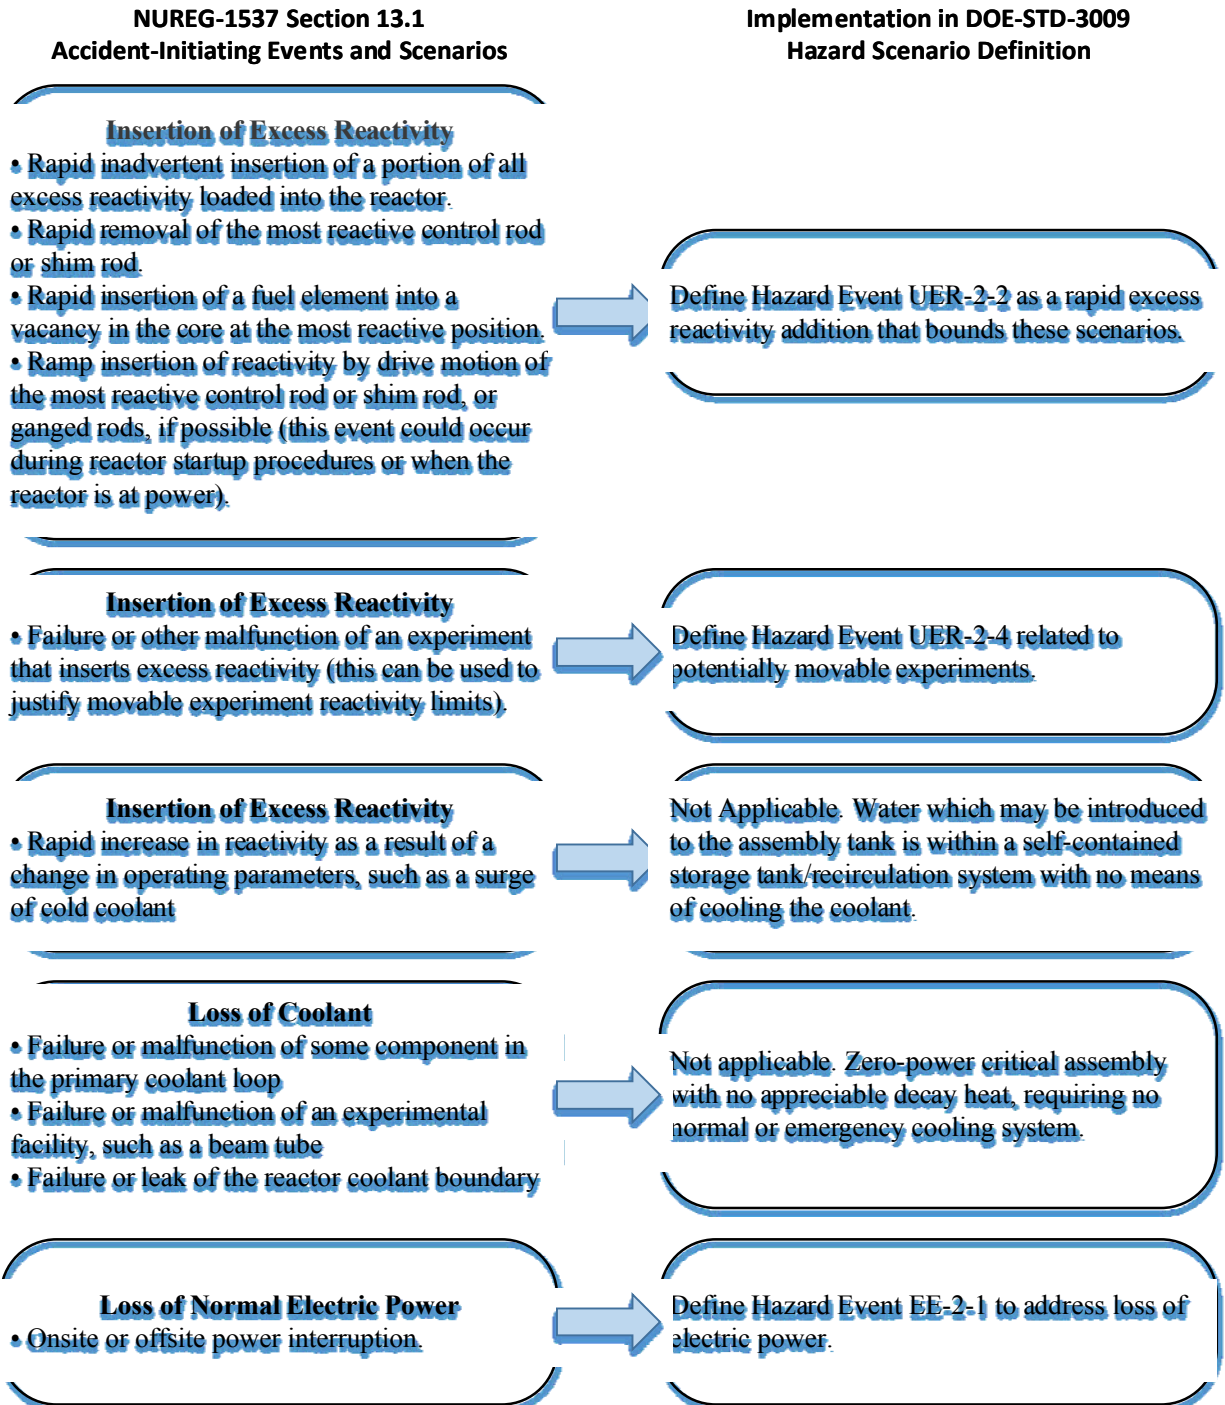 NUREG-1537 Section 13.1
Accident-Initiating Events and Scenarios
Implementation in DOE-STD-3009
Hazard Scenario Definition
Insertion of Excess Reactivity
• Rapid inadvertent insertion of a portion of all
excess reactivity loaded into the reactor.
• Rapid removal of the most reactive control rod
or shim rod.
• Rapid insertion of a fuel element into a
vacancy in the core at the most reactive position.
• Ramp insertion of reactivity by drive motion of
the most reactive control rod or shim rod, or
ganged rods, if possible (this event could occur
during reactor startup procedures or when the
reactor is at power).
Define Hazard Event UER-2-2 as a rapid excess
reactivity addition that bounds these scenarios.
Insertion of Excess Reactivity
• Failure or other malfunction of an experiment
that inserts excess reactivity (this can be used to
justify movable experiment reactivity limits).
Define Hazard Event UER-2-4 related to
potentially movable experiments.
Insertion of Excess Reactivity
• Rapid increase in reactivity as a result of a
change in operating parameters, such as a surge
of cold coolant
Not Applicable. Water which may be introduced
to the assembly tank is within a self-contained
storage tank/recirculation system with no means
of cooling the coolant.
Loss of Coolant
• Failure or malfunction of some component in
the primary coolant loop
• Failure or malfunction of an experimental
facility, such as a beam tube
• Failure or leak of the reactor coolant boundary
Not applicable. Zero-power critical assembly
with no appreciable decay heat, requiring no
normal or emergency cooling system.
Loss of Normal Electric Power
• Onsite or offsite power interruption.
Define Hazard Event EE-2-1 to address loss of
electric power.